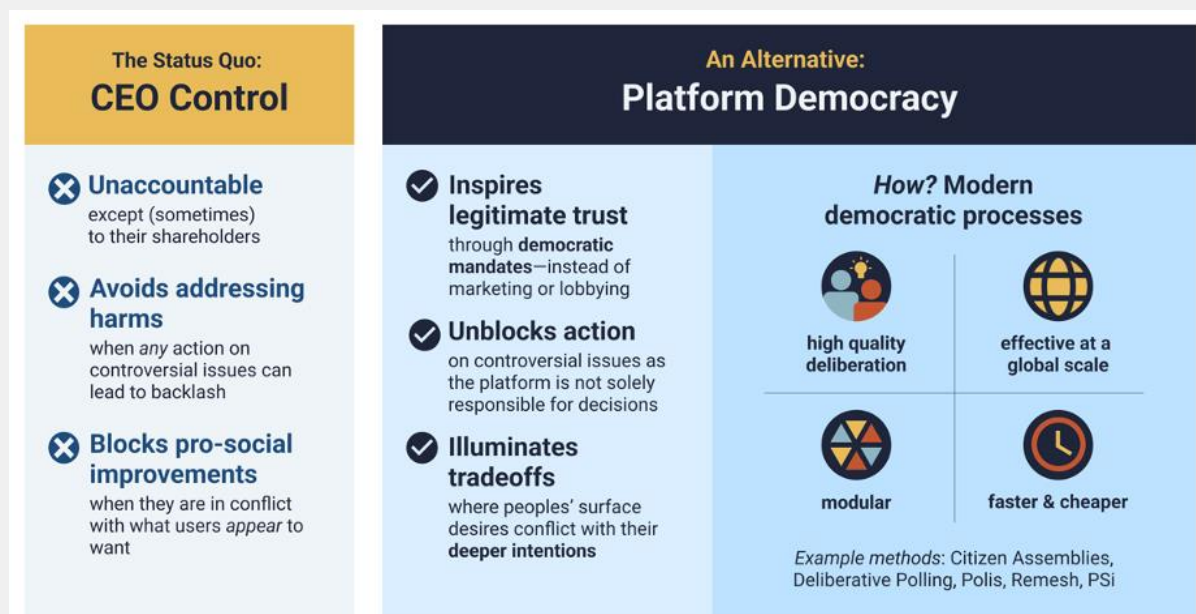 The Status Quo:
CEO Control
Unaccountable
except (sometimes)
to their shareholders
Avoids addressing
harms
when any action on
controversial issues can
lead to backlash
Blocks pro-social
improvements
when they are in conflict
with what users appear to
want
An Alternative:
Platform Democracy
Inspires
legitimate trust
through democratic
mandates—instead of
marketing or lobbying
Unblocks action
on controversial issues as
the platform is not solely
responsible for decisions
Illuminates
tradeoffs
where peoples' surface
desires conflict with their
deeper intentions
How? Modern
democratic processes
high quality
deliberation
effective at a
global scale
modular
faster & cheaper
Example methods: Citizen Assemblies,
Deliberative Polling, Polis, Remesh, PSi